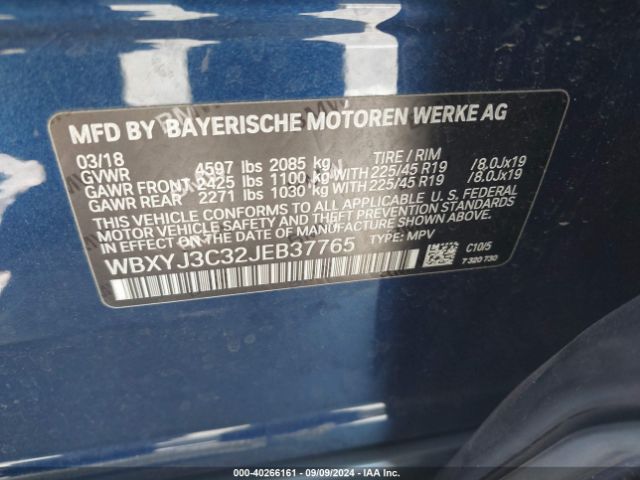 MFD BY BAYERISCHE MOTOREN WERKE AG
03/18 TIRE / RIM
GVWR 4597 lbs 2085 kg
GAWR FRONT 2425 lbs 1100 kg WITH 225/45 R19 / 8.0Jx19
GAWR REAR 2271 lbs 1030 kg WITH 225/45 R19 / 8.0Jx19
THIS VEHICLE CONFORMS TO ALL APPLICABLE U. S. FEDERAL
MOTOR VEHICLE SAFETY, BUMPER, AND THEFT PREVENTION STANDARDS
IN EFFECT ON THE DATE OF MANUFACTURE SHOWN ABOVE.
WBXYJ3C32JEB37765 TYPE: MPV
C10/5
7 320 730
000-40266161 - 09/09/2024 - IAA Inc.